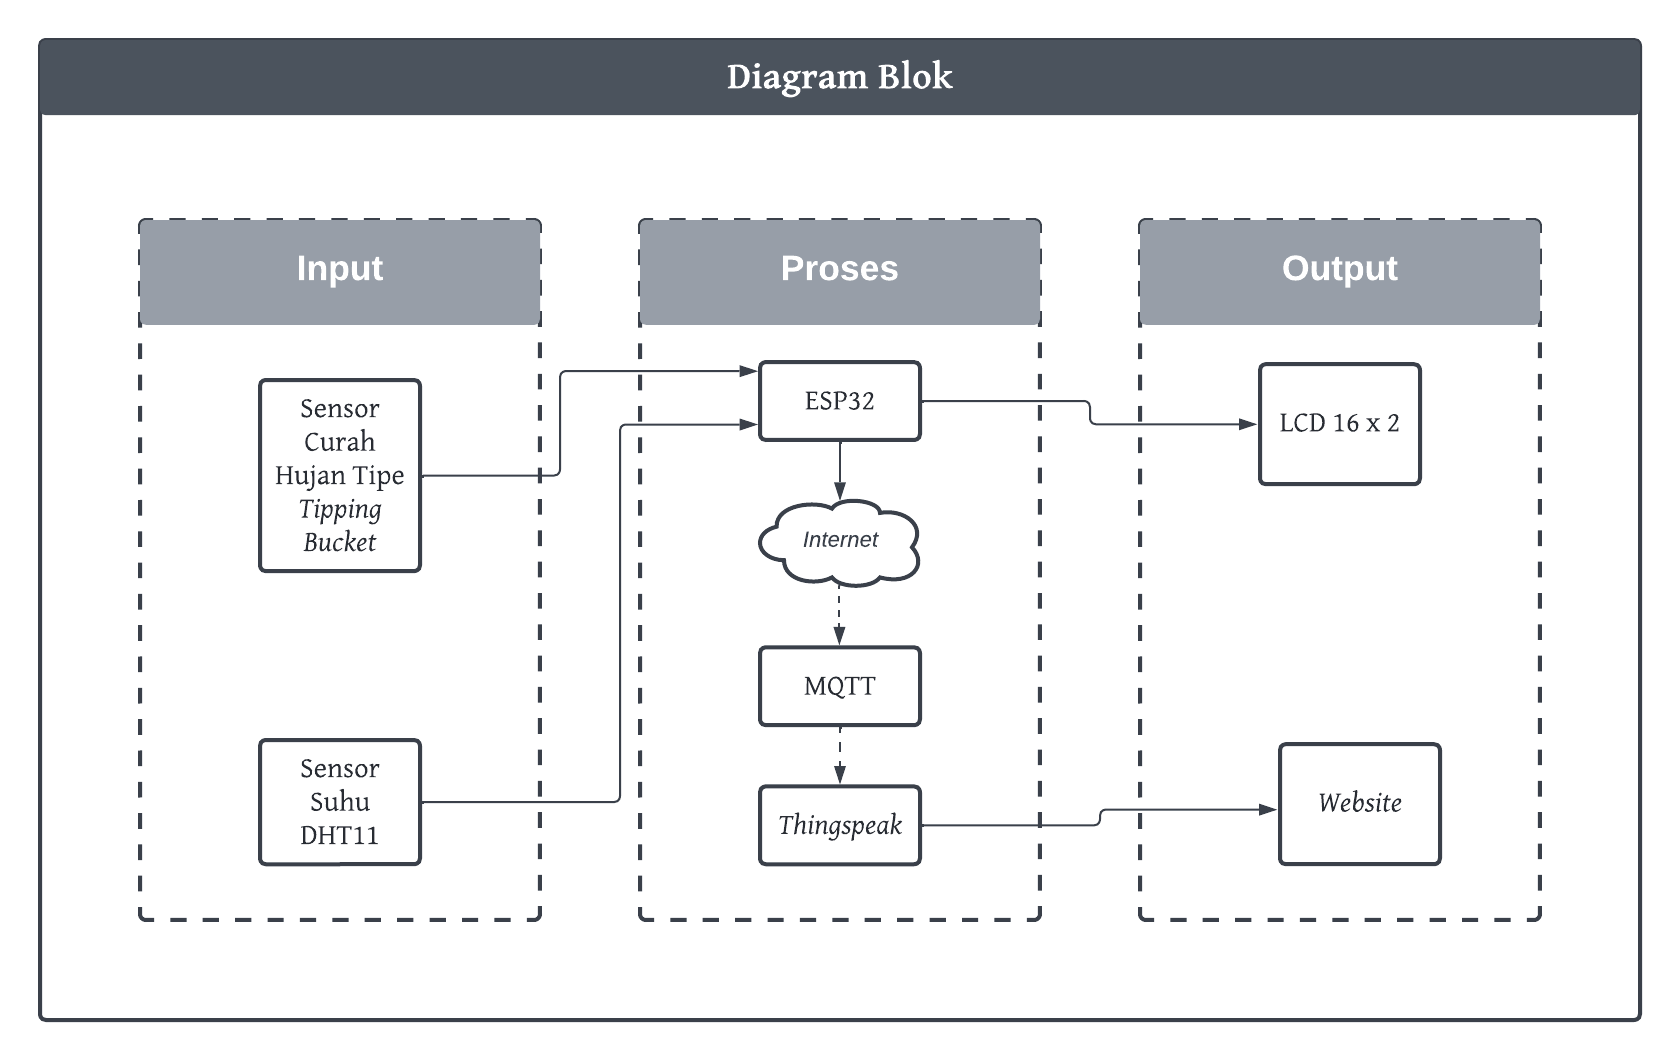 Diagram Blok
Input
Proses
Output
Sensor
Curah
Hujan Tipe
Tipping
Bucket
Sensor
Suhu
DHT11
ESP32
Internet
MQTT
Thingspeak
LCD 16 x 2
Website